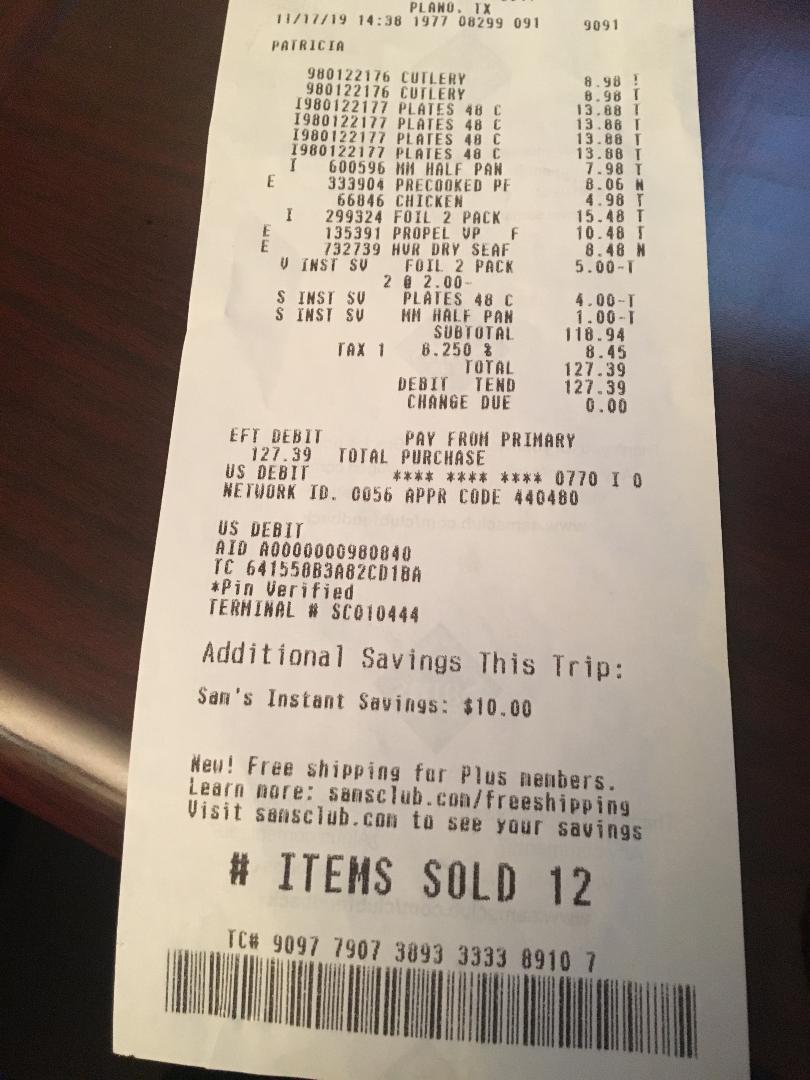 PLANO, TX
11/17/19 14:38 1977 08299 091 9091
PATRICIA
980122176 CUTLERY 8.98 T
980122176 CUTLERY 8.98 T
I980122177 PLATES 48 C 13.88 T
I980122177 PLATES 48 C 13.88 T
I980122177 PLATES 48 C 13.88 T
I980122177 PLATES 48 C 13.88 T
I 600596 MM HALF PAN 7.98 T
E 333904 PRECOOKED PF 8.06 N
66846 CHICKEN 4.98 T
I 299324 FOIL 2 PACK 15.48 T
E 135391 PROPEL VP F 10.48 T
E 732739 HVR DRY SEAF 8.48 N
V INST SV FOIL 2 PACK 5.00-T
2 @ 2.00-
S INST SV PLATES 48 C 4.00-T
S INST SV MM HALF PAN 1.00-T
SUBTOTAL 118.94
TAX 1 8.250 % 8.45
TOTAL 127.39
DEBIT TEND 127.39
CHANGE DUE 0.00
EFT DEBIT PAY FROM PRIMARY
127.39 TOTAL PURCHASE
US DEBIT **** **** **** 0770 I 0
NETWORK ID. 0056 APPR CODE 440480
US DEBIT
AID A0000000980840
TC 641558B3A82CD1BA
*Pin Verified
TERMINAL # SC010444
Additional Savings This Trip:
Sam's Instant Savings: $10.00
New! Free shipping for Plus members.
Learn more: samsclub.com/freeshipping
Visit samsclub.com to see your savings
# ITEMS SOLD 12
TC# 9097 7907 3893 3333 8910 7